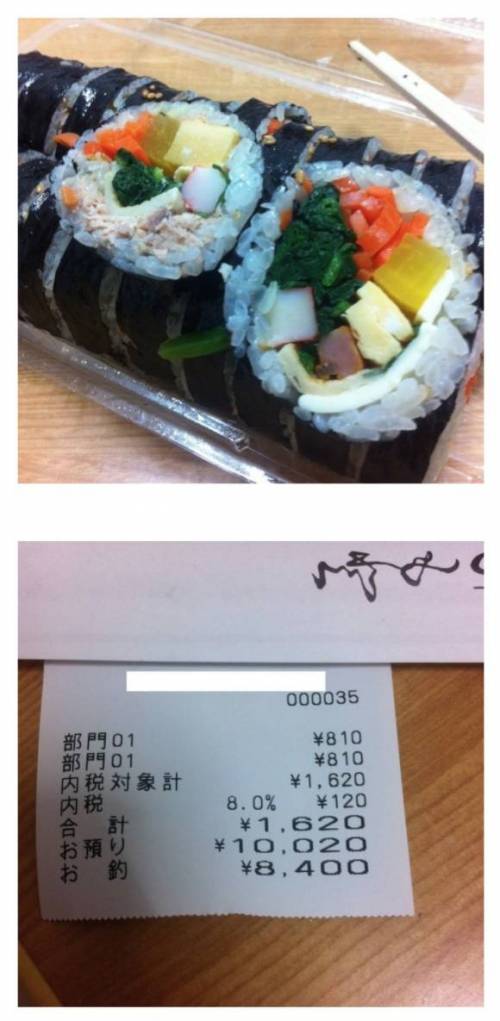 000035
部門01 ¥810
部門01 ¥810
内税対象計 ¥1,620
内税 8.0% ¥120
合 計 ¥1,620
お預り ¥10,020
お 釣 ¥8,400